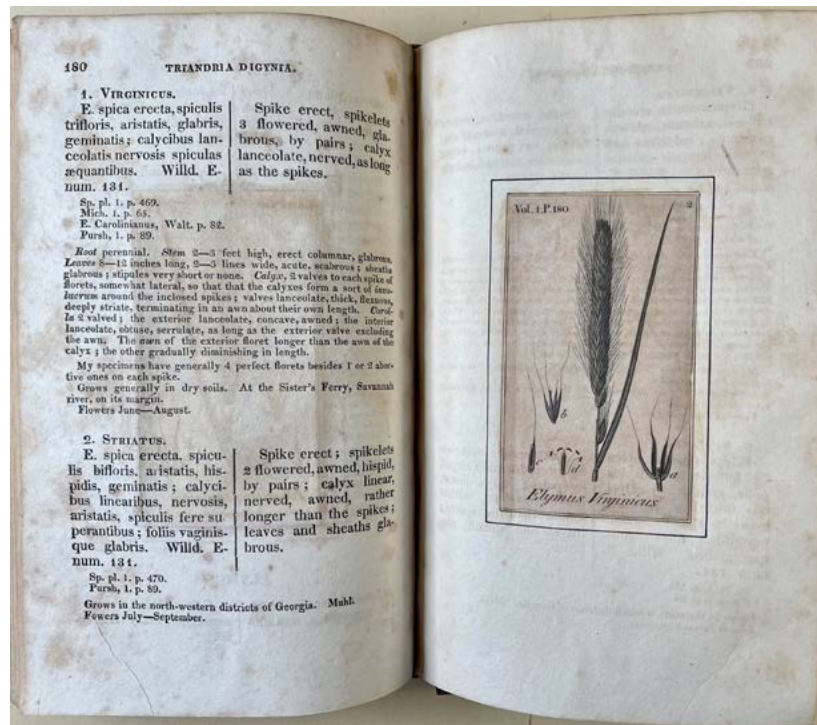 180 TRIANDRIA DIGYNIA.
1. VIRGINICUS.
E. spica erecta, spiculis
trifloris, aristatis, glabris,
geminatis; calycibus lan-
ceolatis nervosis spiculas
æquantibus. Willd. E-
num. 131.
Spike erect, spikelets
3 flowered, awned, gla-
brous, by pairs; calyx
lanceolate, nerved, as long
as the spikes.
Sp. pl. 1. p. 469.
Mich. 1. p. 65.
E. Carolinianus, Walt. p. 82.
Pursh, 1. p. 89.
Root perennial. Stem 2—3 feet high, erect columnar, glabrous.
Leaves 8—12 inches long, 2—5 lines wide, acute, scabrous; sheaths
glabrous; stipules very short or none. Calyx, 2 valves to each spike of
florets, somewhat lateral, so that that the calyxes form a sort of invo-
lucrum around the inclosed spikes; valves lanceolate, thick, flexuous,
deeply striate, terminating in an awn about their own length. Corol-
la 2 valved; the exterior lanceolate, concave, awned; the interior
lanceolate, obtuse, serrulate, as long as the exterior valve excluding
the awn. The awn of the exterior floret longer than the awn of the
calyx; the other gradually diminishing in length.
My specimens have generally 4 perfect florets besides 1 or 2 abor-
tive ones on each spike.
Grows generally in dry soils. At the Sister's Ferry, Savannah
river, on its margin.
Flowers June—August.
2. STRIATUS.
E. spica erecta, spicu-
lis bifloris, aristatis, his-
pidis, geminatis; calyci-
bus linearibus, nervosis,
aristatis, spiculis fere su
perantibus; foliis vaginis-
que glabris. Willd. E-
num. 131.
Spike erect; spikelets
2 flowered, awned, hispid,
by pairs; calyx linear,
nerved, awned, rather
longer than the spikes;
leaves and sheaths gla-
brous.
Sp. pl. 1. p. 470.
Pursh, 1. p. 89.
Grows in the north-western districts of Georgia. Muhl.
Fowers July—September.
Vol. 1. P. 180 2
b
c d a
Elymus Virginicus